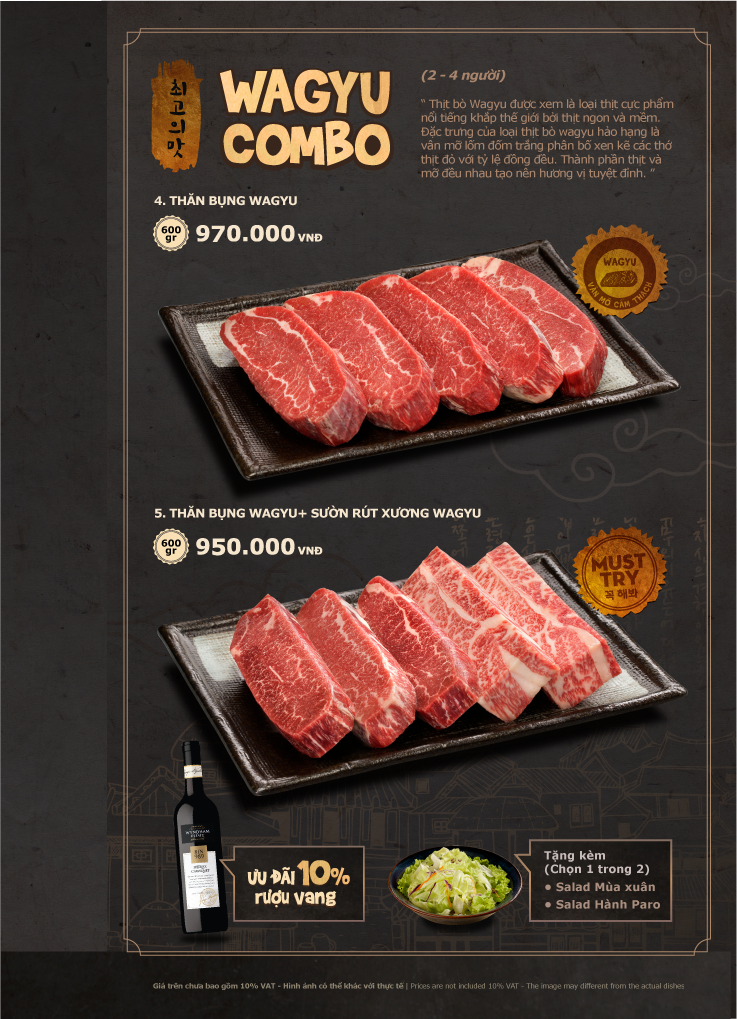 최고의맛
WAGYU
COMBO
(2 - 4 người)
“ Thịt bò Wagyu được xem là loại thịt cực phẩm
nổi tiếng khắp thế giới bởi thịt ngon và mềm.
Đặc trưng của loại thịt bò wagyu hảo hạng là
vân mỡ lốm đốm trắng phân bổ xen kẽ các thớ
thịt đỏ với tỷ lệ đồng đều. Thành phần thịt và
mỡ đều nhau tạo nên hương vị tuyệt đỉnh. “
4. THĂN BỤNG WAGYU
600
gr
970.000 VNĐ
WAGYU
VÂN MỠ CẨM THẠCH
5. THĂN BỤNG WAGYU+ SƯỜN RÚT XƯƠNG WAGYU
600
gr
950.000 VNĐ
MUST
TRY
꼭 해봐
WYNDHAM
ESTATE
BIN
ƯU ĐÃI 10%
rượu vang
Tặng kèm
(Chọn 1 trong 2)
• Salad Mùa xuân
• Salad Hành Paro
Giá trên chưa bao gồm 10% VAT - Hình ảnh có thể khác với thực tế | Prices are not included 10% VAT - The image may different from the actual dishes